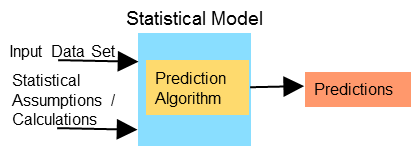 Statistical Model
Input Data Set
Statistical
Assumptions /
Calculations
Prediction
Algorithm
Predictions